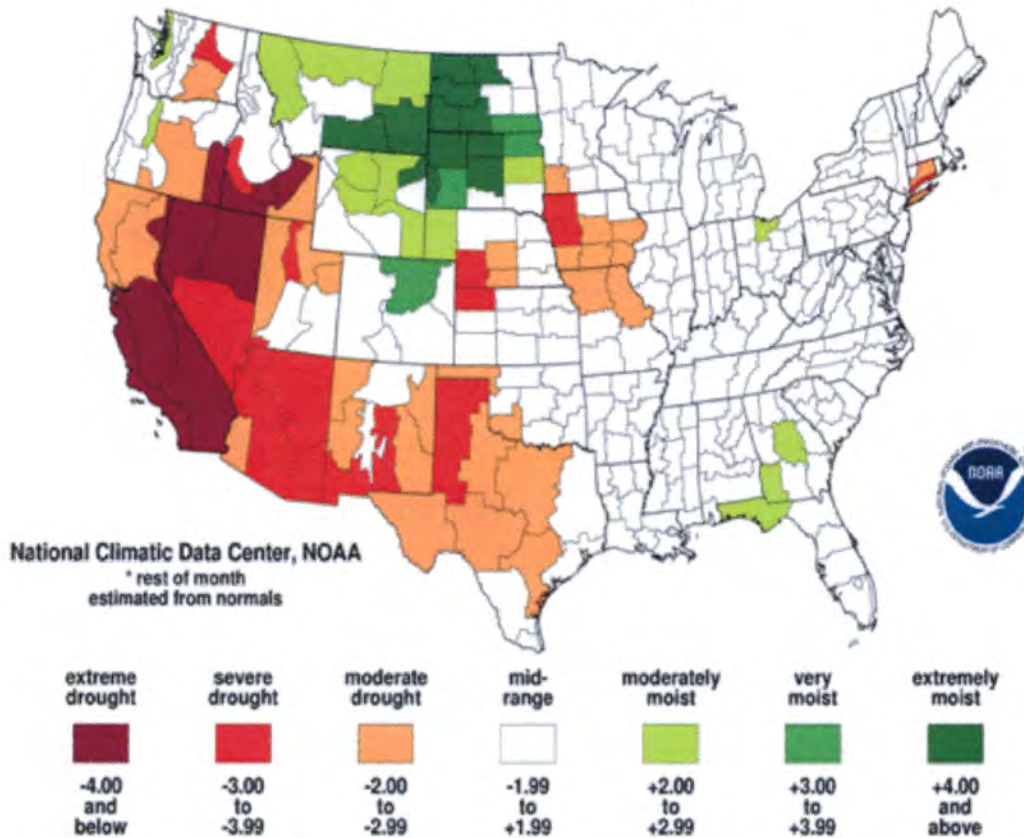 NOAA
National Climatic Data Center, NOAA
* rest of month
estimated from normals
extreme drought
severe drought
moderate drought
mid-range
moderately moist
very moist
extremely moist
-4.00 and below
-3.00 to -3.99
-2.00 to -2.99
-1.99 to +1.99
+2.00 to +2.99
+3.00 to +3.99
+4.00 and above